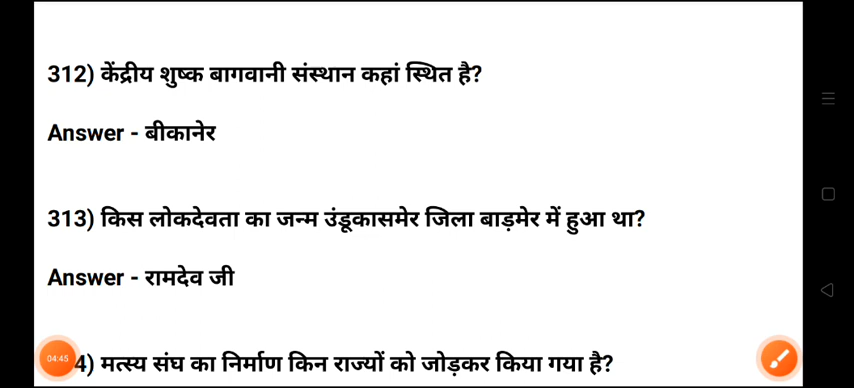 312) केंद्रीय शुष्क बागवानी संस्थान कहां स्थित है?
Answer - बीकानेर
313) किस लोकदेवता का जन्म उंडूकासमेर जिला बाड़मेर में हुआ था?
Answer - रामदेव जी
04:45
4) मत्स्य संघ का निर्माण किन राज्यों को जोड़कर किया गया है?